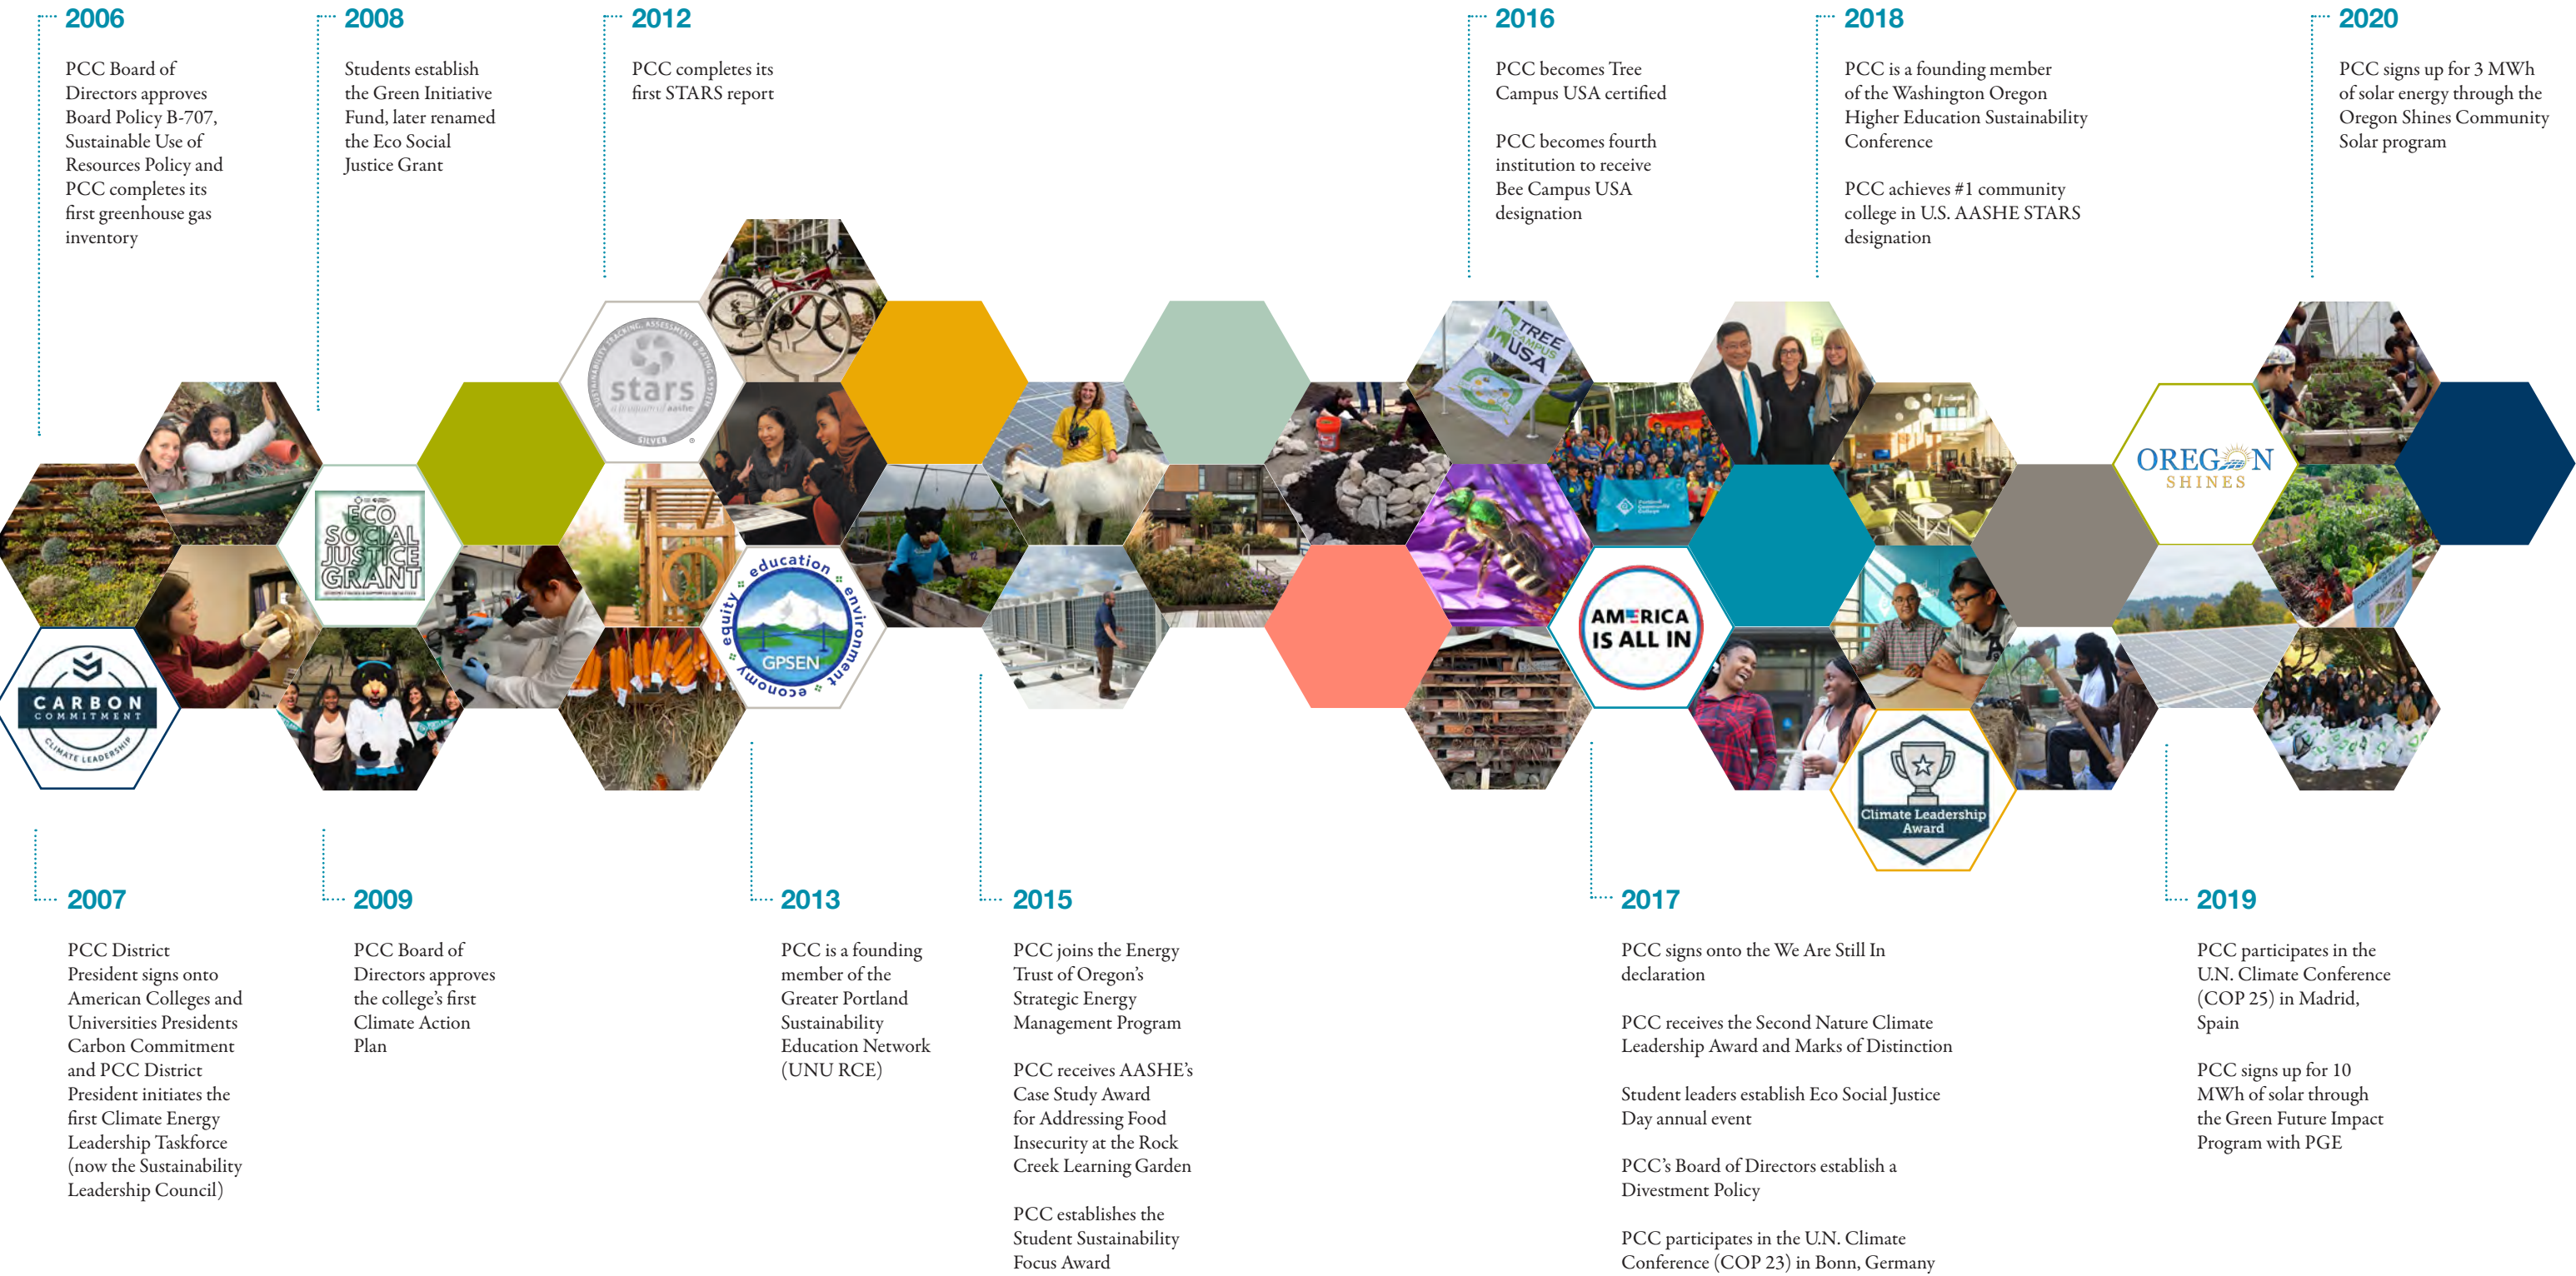 2006
PCC Board of
Directors approves
Board Policy B-707,
Sustainable Use of
Resources Policy and
PCC completes its
first greenhouse gas
inventory
2008
Students establish
the Green Initiative
Fund, later renamed
the Eco Social
Justice Grant
2012
PCC completes its
first STARS report
2016
PCC becomes Tree
Campus USA certified
PCC becomes fourth
institution to receive
Bee Campus USA
designation
2018
PCC is a founding member
of the Washington Oregon
Higher Education Sustainability
Conference
PCC achieves #1 community
college in U.S. AASHE STARS
designation
2020
PCC signs up for 3 MWh
of solar energy through the
Oregon Shines Community
Solar program
SUSTAINABILITY TRACKING, ASSESSMENT & RATING SYSTEM
stars
a program of aashe
SILVER
®
TREE
CAMPUS
USA
OREGON
SHINES
ECO
SOCIAL
JUSTICE
GRANT
Portland
Community
College
equity education environment economy
GPSEN
AMERICA
IS ALL IN
CARBON
COMMITMENT
CLIMATE LEADERSHIP
Climate Leadership
Award
2007
PCC District
President signs onto
American Colleges and
Universities Presidents
Carbon Commitment
and PCC District
President initiates the
first Climate Energy
Leadership Taskforce
(now the Sustainability
Leadership Council)
2009
PCC Board of
Directors approves
the college’s first
Climate Action
Plan
2013
PCC is a founding
member of the
Greater Portland
Sustainability
Education Network
(UNU RCE)
2015
PCC joins the Energy
Trust of Oregon’s
Strategic Energy
Management Program
PCC receives AASHE’s
Case Study Award
for Addressing Food
Insecurity at the Rock
Creek Learning Garden
PCC establishes the
Student Sustainability
Focus Award
2017
PCC signs onto the We Are Still In
declaration
PCC receives the Second Nature Climate
Leadership Award and Marks of Distinction
Student leaders establish Eco Social Justice
Day annual event
PCC’s Board of Directors establish a
Divestment Policy
PCC participates in the U.N. Climate
Conference (COP 23) in Bonn, Germany
2019
PCC participates in the
U.N. Climate Conference
(COP 25) in Madrid,
Spain
PCC signs up for 10
MWh of solar through
the Green Future Impact
Program with PGE